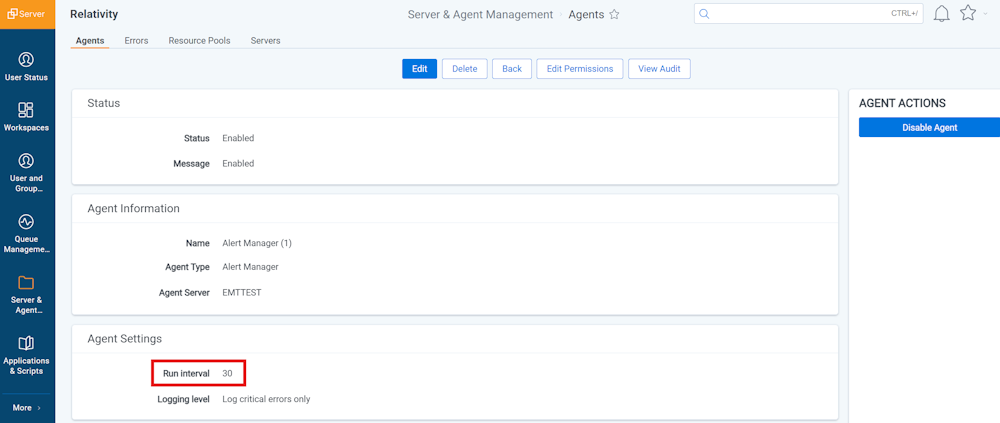 Server
Relativity
Server & Agent Management
Agents
CTRL+/
Agents
Errors
Resource Pools
Servers
User Status
Workspaces
User and
Group...
Queue
Manageme...
Server &
Agent...
Applications
& Scripts
More
Edit
Delete
Back
Edit Permissions
View Audit
Status
Status Enabled
Message Enabled
Agent Information
Name Alert Manager (1)
Agent Type Alert Manager
Agent Server EMTTEST
Agent Settings
Run interval 30
Logging level Log critical errors only
AGENT ACTIONS
Disable Agent